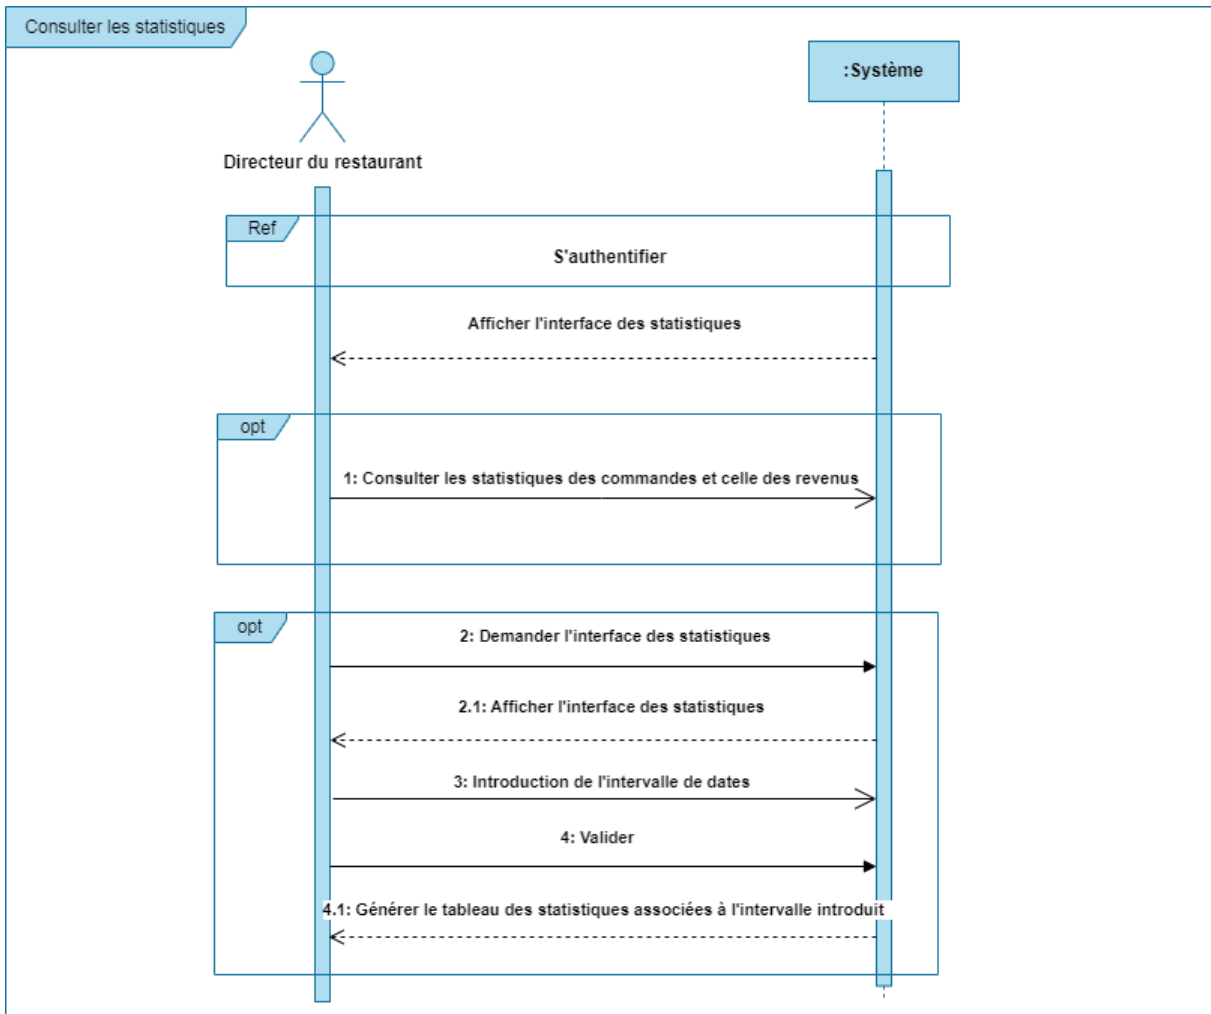 Consulter les statistiques
:Système
Directeur du restaurant
Ref
S'authentifier
Afficher l'interface des statistiques
opt
1: Consulter les statistiques des commandes et celle des revenus
opt
2: Demander l'interface des statistiques
2.1: Afficher l'interface des statistiques
3: Introduction de l'intervalle de dates
4: Valider
4.1: Générer le tableau des statistiques associées à l'intervalle introduit